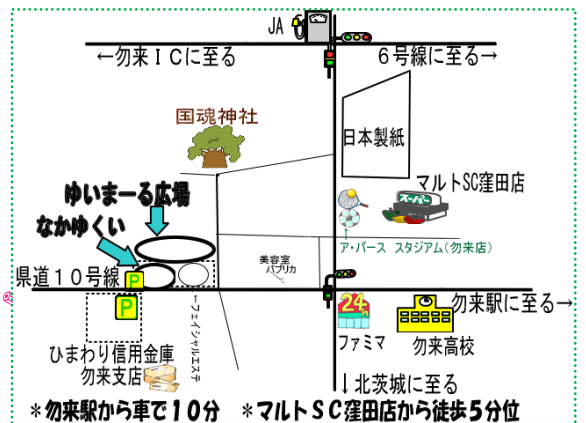 JA
←勿来ICに至る
6号線に至る→
国魂神社
日本製紙
マルトSC窪田店
スーパー
ゆいまーる広場
なかゆくい
↑
ア・パース スタジアム(勿来店)
美容室
パプリカ
県道10号線
P
P
←フェイシャルエステ
24h
ファミマ
勿来高校
勿来駅に至る→
ひまわり信用金庫
勿来支店
↓北茨城に至る
*勿来駅から車で10分 *マルトSC窪田店から徒歩5分位